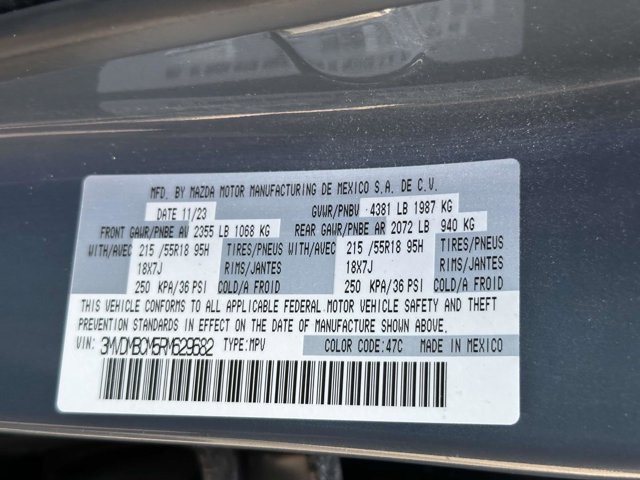 MFD. BY MAZDA MOTOR MANUFACTURING DE MEXICO S.A. DE C.V.
DATE 11/23 GVWR/PNBV 4381 LB 1987 KG
FRONT GAWR/PNBE AV 2355 LB 1068 KG REAR GAWR/PNBE AR 2072 LB 940 KG
WITH/AVEC 215 /55R18 95H TIRES/PNEUS WITH/AVEC 215 /55R18 95H TIRES/PNEUS
18X7J RIMS/JANTES 18X7J RIMS/JANTES
250 KPA/36 PSI COLD/A FROID 250 KPA/36 PSI COLD/A FROID
THIS VEHICLE CONFORMS TO ALL APPLICABLE FEDERAL MOTOR VEHICLE SAFETY AND THEFT
PREVENTION STANDARDS IN EFFECT ON THE DATE OF MANUFACTURE SHOWN ABOVE.
VIN: 3MVDMBCM5RM629682 TYPE:MPV COLOR CODE:47C MADE IN MEXICO